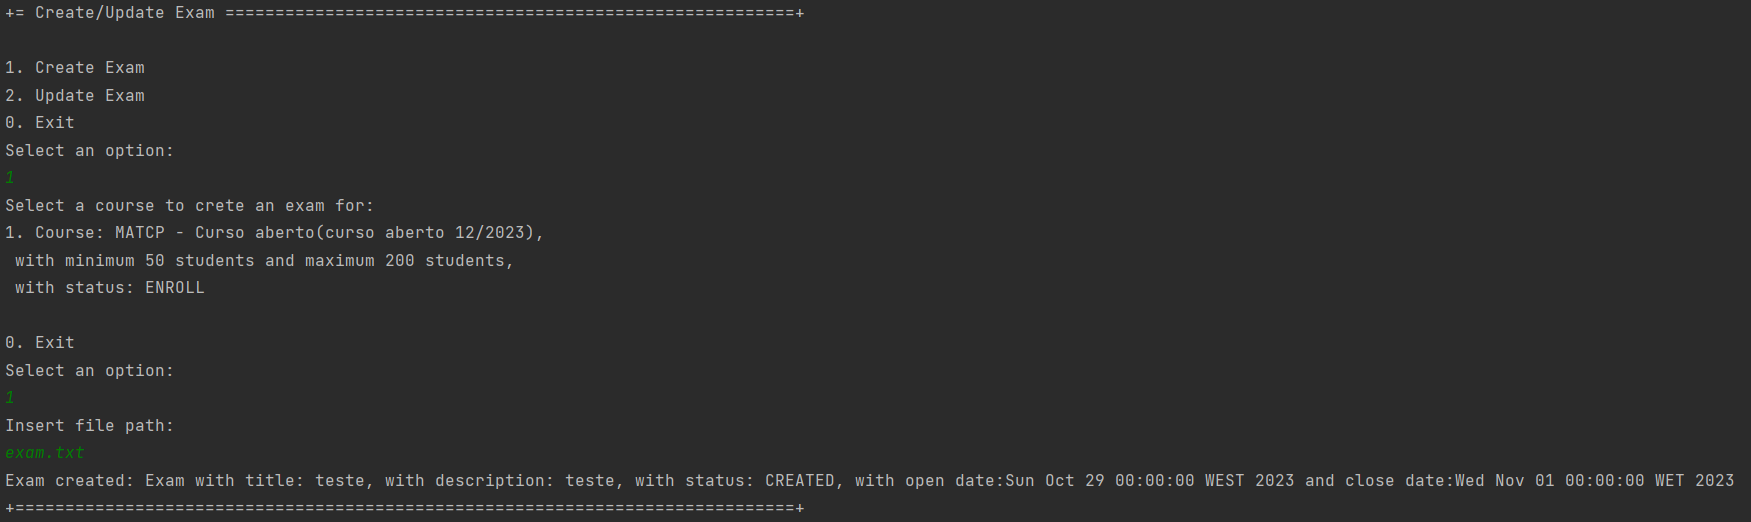 += Create/Update Exam =========================================================+
1. Create Exam
2. Update Exam
0. Exit
Select an option:
1
Select a course to crete an exam for:
1. Course: MATCP - Curso aberto(curso aberto 12/2023),
with minimum 50 students and maximum 200 students,
with status: ENROLL
0. Exit
Select an option:
1
Insert file path:
exam.txt
Exam created: Exam with title: teste, with description: teste, with status: CREATED, with open date:Sun Oct 29 00:00:00 WEST 2023 and close date:Wed Nov 01 00:00:00 WET 2023
+==============================================================================+